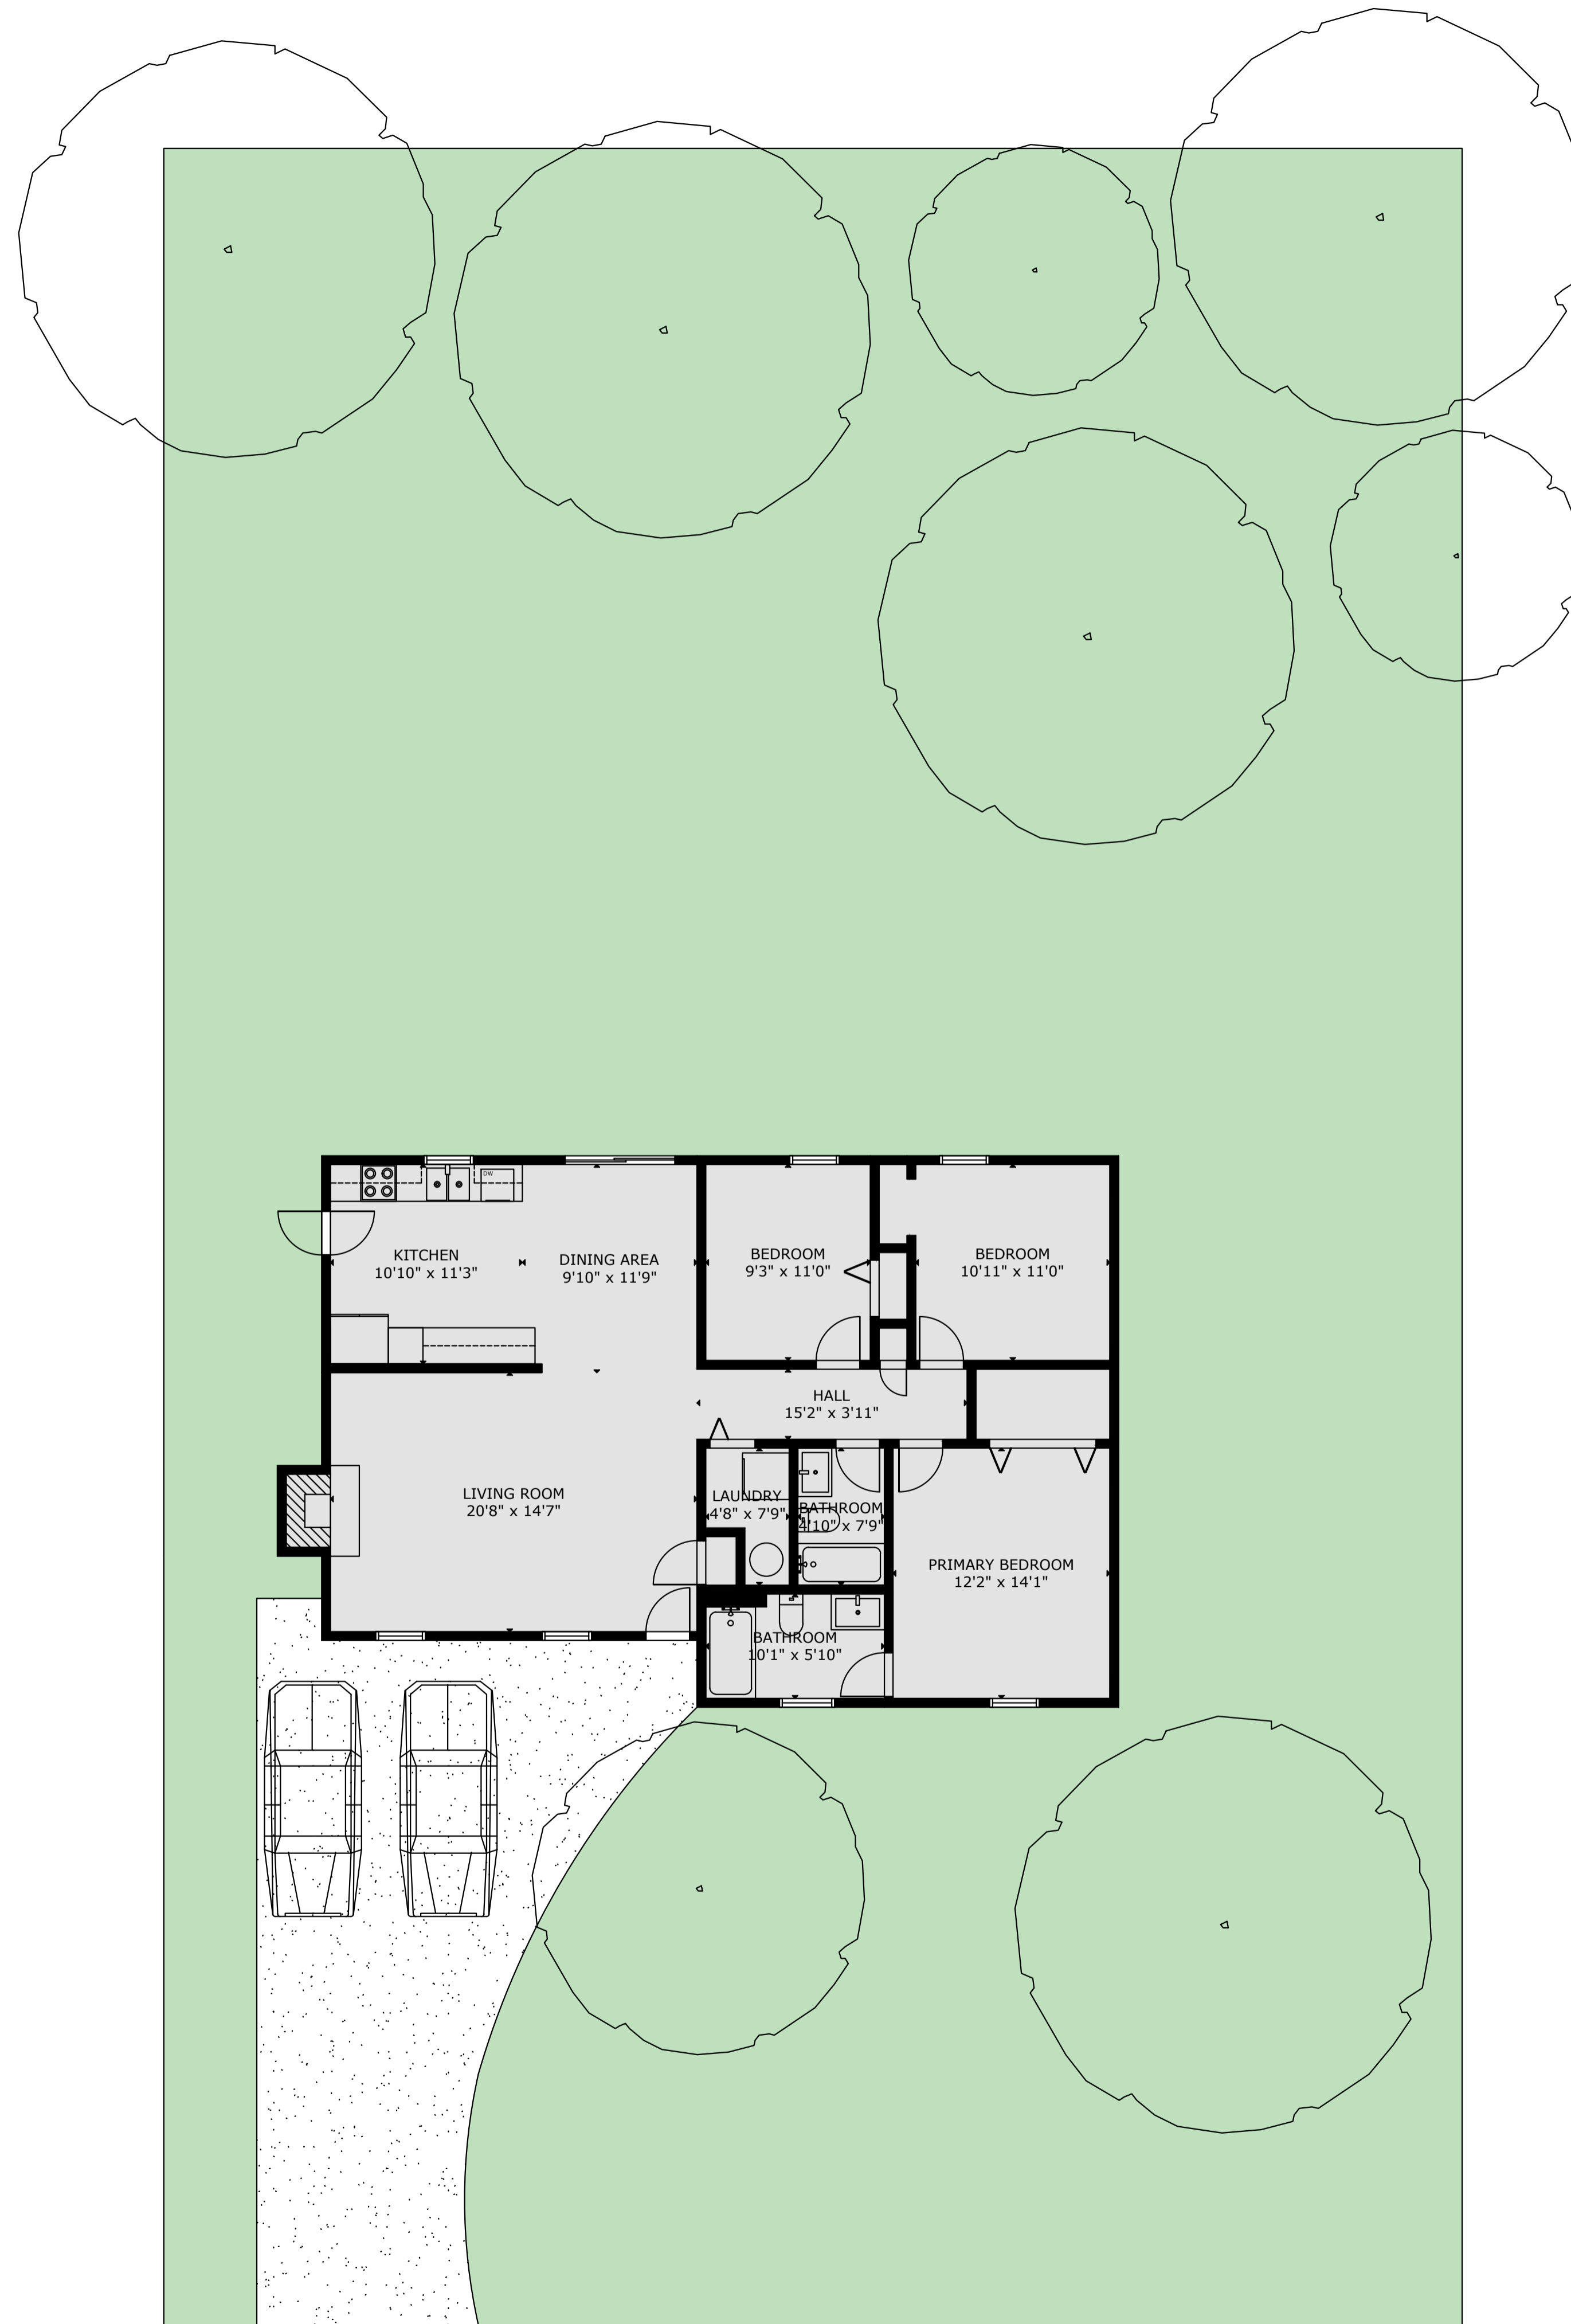 DW
KITCHEN
10'10" x 11'3"
DINING AREA
9'10" x 11'9"
BEDROOM
9'3" x 11'0"
BEDROOM
10'11" x 11'0"
HALL
15'2" x 3'11"
LIVING ROOM
20'8" x 14'7"
LAUNDRY
4'8" x 7'9"
BATHROOM
4'10" x 7'9"
PRIMARY BEDROOM
12'2" x 14'1"
BATHROOM
10'1" x 5'10"